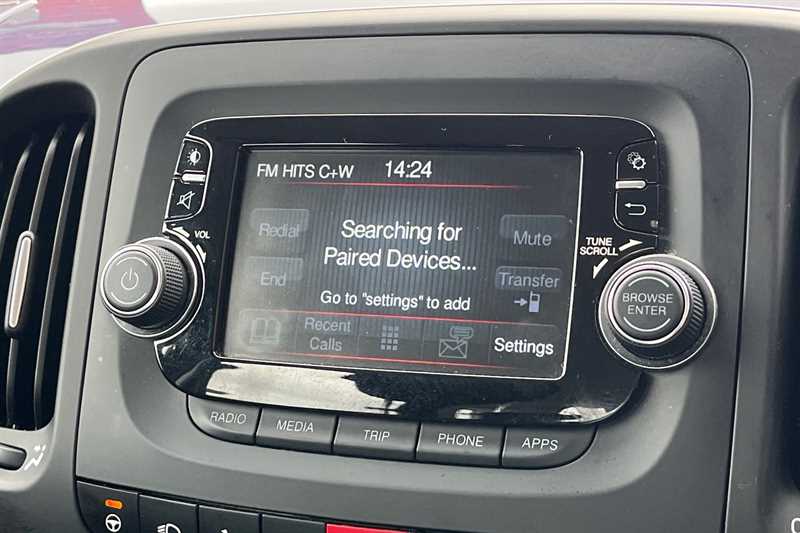 FM HITS C+W 14:24
Redial
Searching for
Paired Devices...
Mute
End
Transfer
Go to "settings" to add
Recent
Calls
Settings
VOL
TUNE
SCROLL
BROWSE
ENTER
RADIO
MEDIA
TRIP
PHONE
APPS